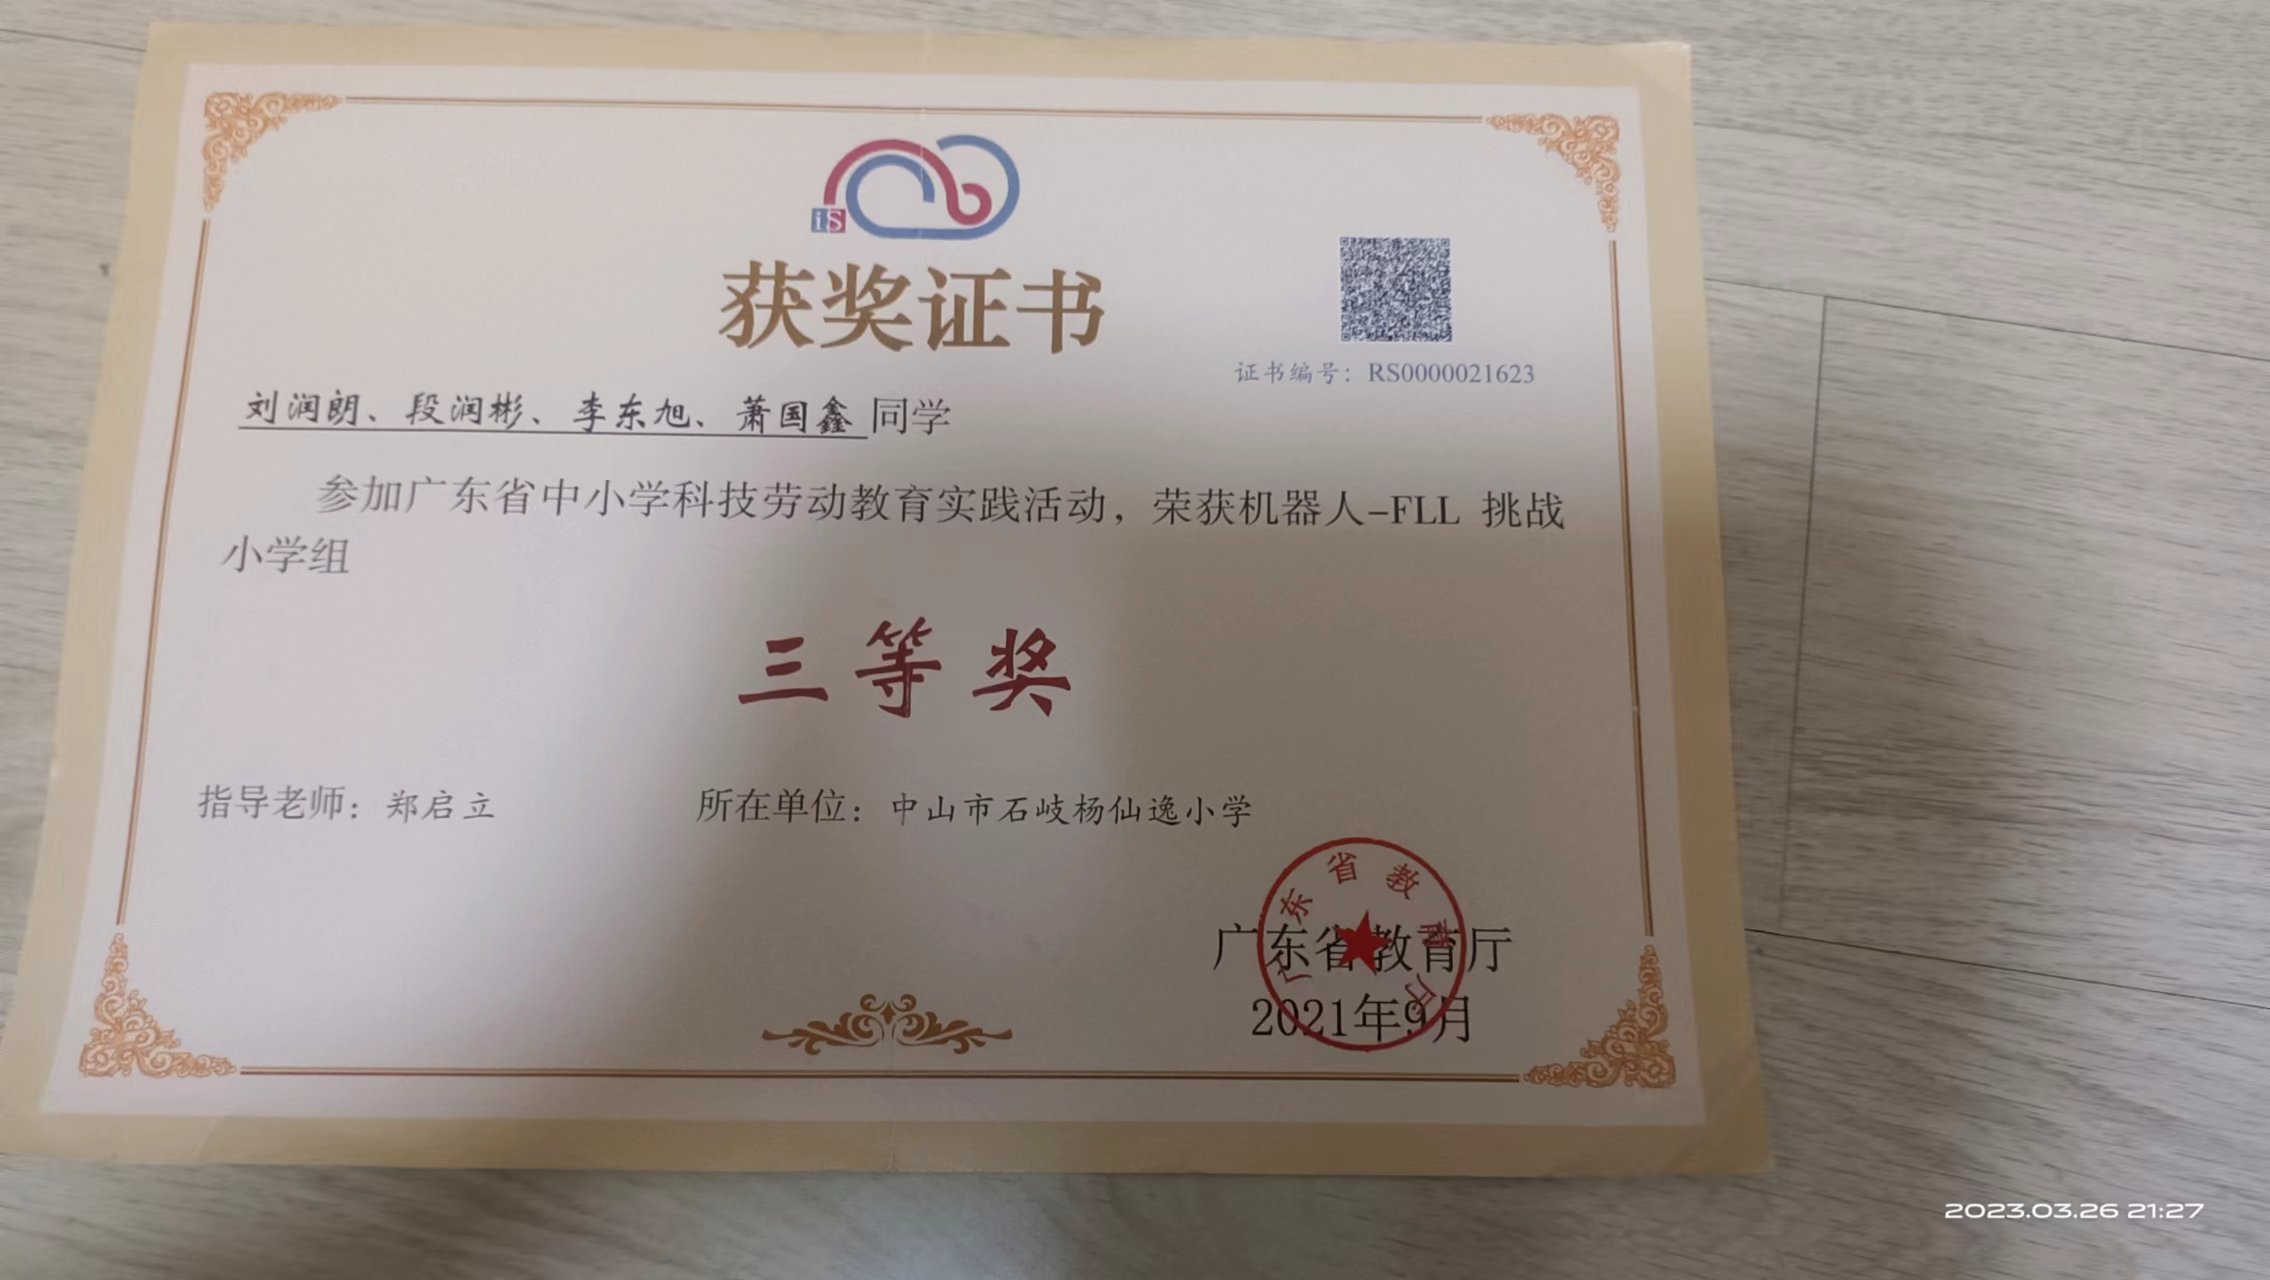 iS
获奖证书
证书编号：RS0000021623
刘润朗、段润彬、李东旭、萧国鑫 同学
参加广东省中小学科技劳动教育实践活动，荣获机器人-FLL 挑战
小学组
三等奖
指导老师：郑启立 所在单位：中山市石岐杨仙逸小学
广东省教育厅
广东省教育厅
2021年9月
2023.03.26 21:27